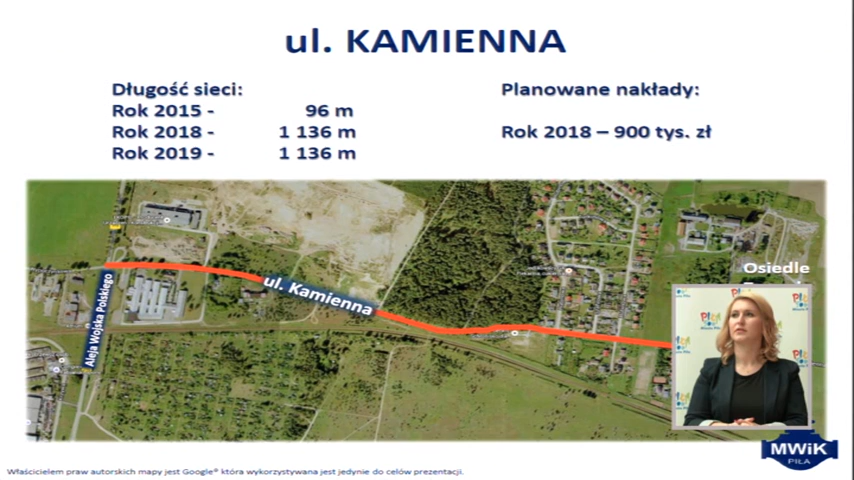 ul. KAMIENNA
Długość sieci:
Rok 2015 - 96 m
Rok 2018 - 1 136 m
Rok 2019 - 1 136 m
Planowane nakłady:
Rok 2018 – 900 tys. zł
Osiedle
ul. Kamienna
Aleja Wojska Polskiego
MWiK
PIŁA
Właścicielem praw autorskich mapy jest Google® która wykorzystywana jest jedynie do celów prezentacji.